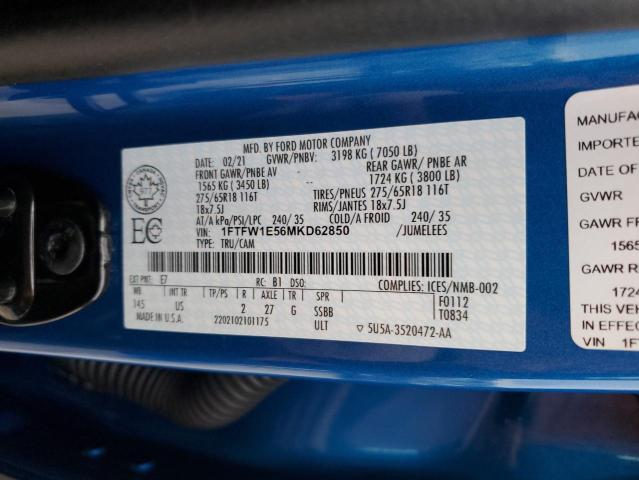 MFD. BY FORD MOTOR COMPANY
DATE: 02/21 GVWR/PNBV: 3198 KG ( 7050 LB)
FRONT GAWR/PNBE AV REAR GAWR / PNBE AR
1565 KG ( 3450 LB) 1724 KG ( 3800 LB)
275/65R18 116T TIRES/PNEUS 275/65R18 116T
18x7.5J RIMS/JANTES 18x7.5J
AT/A kPa/PSI/LPC 240/ 35 COLD/A FROID 240/ 35
VIN: 1FTFW1E56MKD62850 /JUMELEES
TYPE: TRU/CAM
EC
EXT PNT: E7 RC: B1 DSO: COMPLIES: ICES/NMB-002
WB INT TR TP/PS R AXLE TR SPR F0112
145 US 2 27 G SSBB T0834
MADE IN U.S.A. 2202102101175 ULT 5U5A-3520472-AA
MANUFAC
IMPORTE
DATE OF
GVWR
GAWR FR
1565
GAWR R
1724
THIS VEH
IN EFFEC
VIN 1FT